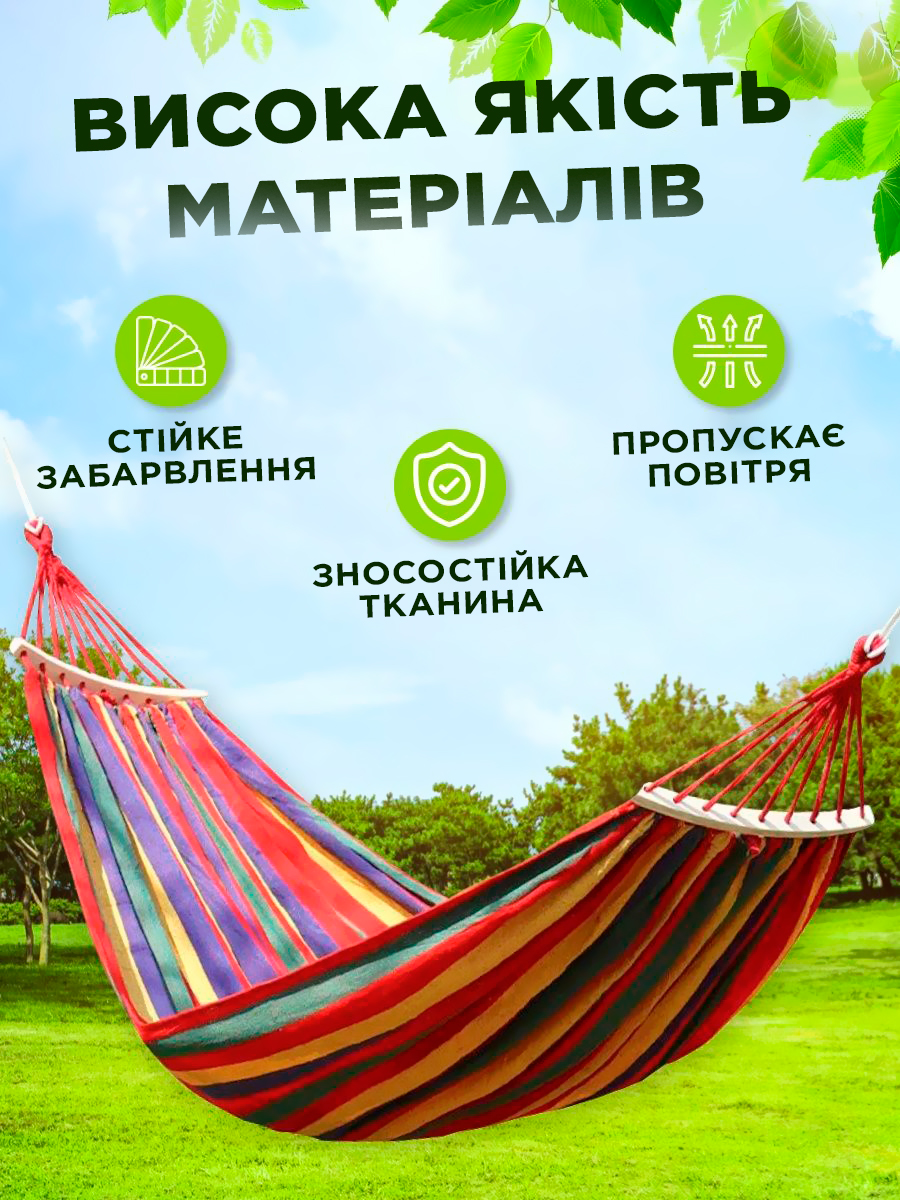 ВИСОКА ЯКІСТЬ
МАТЕРІАЛІВ
СТІЙКЕ
ЗАБАРВЛЕННЯ
ПРОПУСКАЄ
ПОВІТРЯ
ЗНОСОСТІЙКА
ТКАНИНА